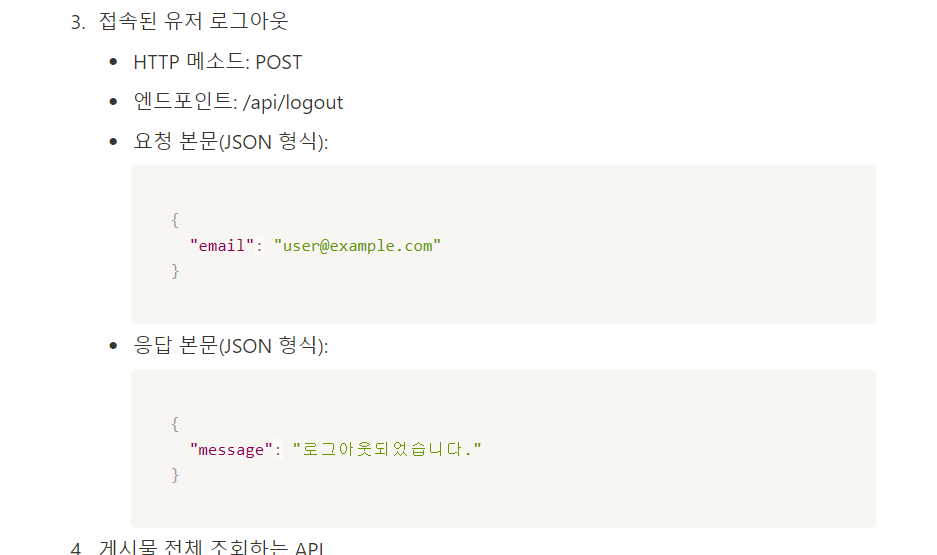 3. 접속된 유저 로그아웃
• HTTP 메소드: POST
• 엔드포인트: /api/logout
• 요청 본문(JSON 형식):
{
"email": "user@example.com"
}
• 응답 본문(JSON 형식):
{
"message": "로그아웃되었습니다."
}
4. 게시물 전체 조회하는 API